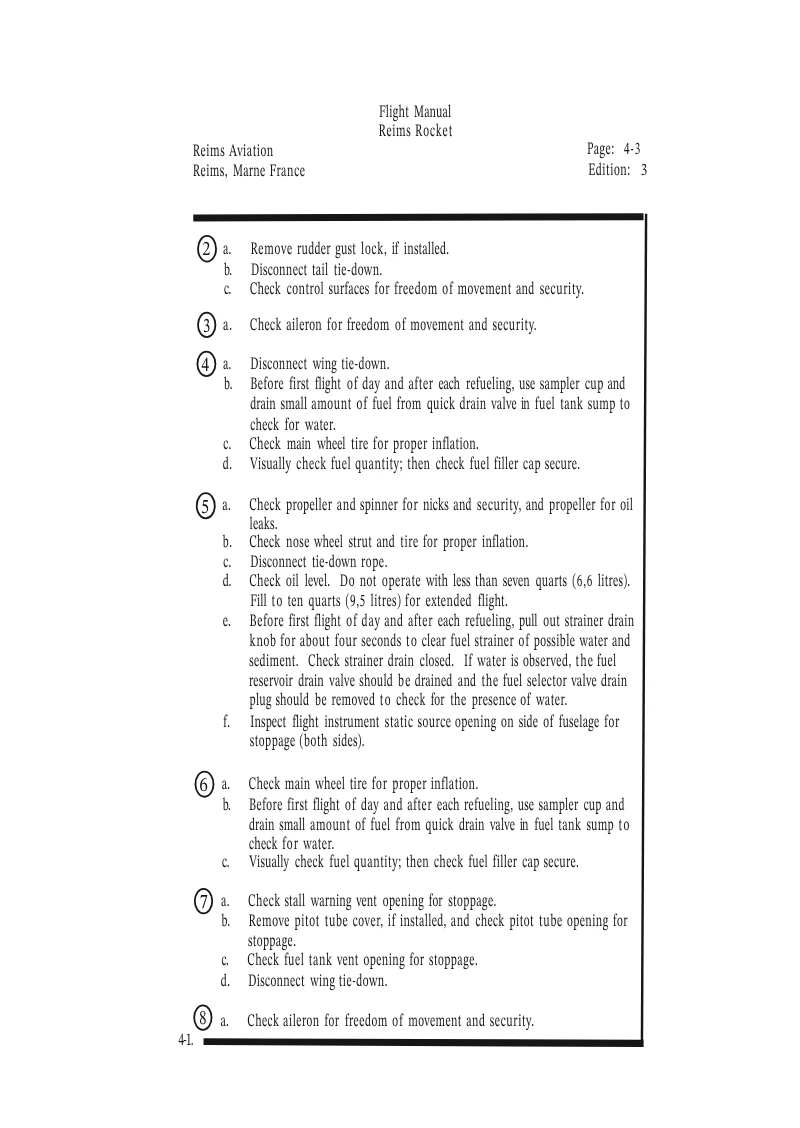 Flight Manual
Reims Rocket
Reims Aviation Page: 4-3
Reims, Marne France Edition: 3
2 a. Remove rudder gust lock, if installed.
b. Disconnect tail tie-down.
c. Check control surfaces for freedom of movement and security.
3 a. Check aileron for freedom of movement and security.
4 a. Disconnect wing tie-down.
b. Before first flight of day and after each refueling, use sampler cup and
drain small amount of fuel from quick drain valve in fuel tank sump to
check for water.
c. Check main wheel tire for proper inflation.
d. Visually check fuel quantity; then check fuel filler cap secure.
5 a. Check propeller and spinner for nicks and security, and propeller for oil
leaks.
b. Check nose wheel strut and tire for proper inflation.
c. Disconnect tie-down rope.
d. Check oil level. Do not operate with less than seven quarts (6,6 litres).
Fill to ten quarts (9,5 litres) for extended flight.
e. Before first flight of day and after each refueling, pull out strainer drain
knob for about four seconds to clear fuel strainer of possible water and
sediment. Check strainer drain closed. If water is observed, the fuel
reservoir drain valve should be drained and the fuel selector valve drain
plug should be removed to check for the presence of water.
f. Inspect flight instrument static source opening on side of fuselage for
stoppage (both sides).
6 a. Check main wheel tire for proper inflation.
b. Before first flight of day and after each refueling, use sampler cup and
drain small amount of fuel from quick drain valve in fuel tank sump to
check for water.
c. Visually check fuel quantity; then check fuel filler cap secure.
7 a. Check stall warning vent opening for stoppage.
b. Remove pitot tube cover, if installed, and check pitot tube opening for
stoppage.
c. Check fuel tank vent opening for stoppage.
d. Disconnect wing tie-down.
8 a. Check aileron for freedom of movement and security.
4-1.